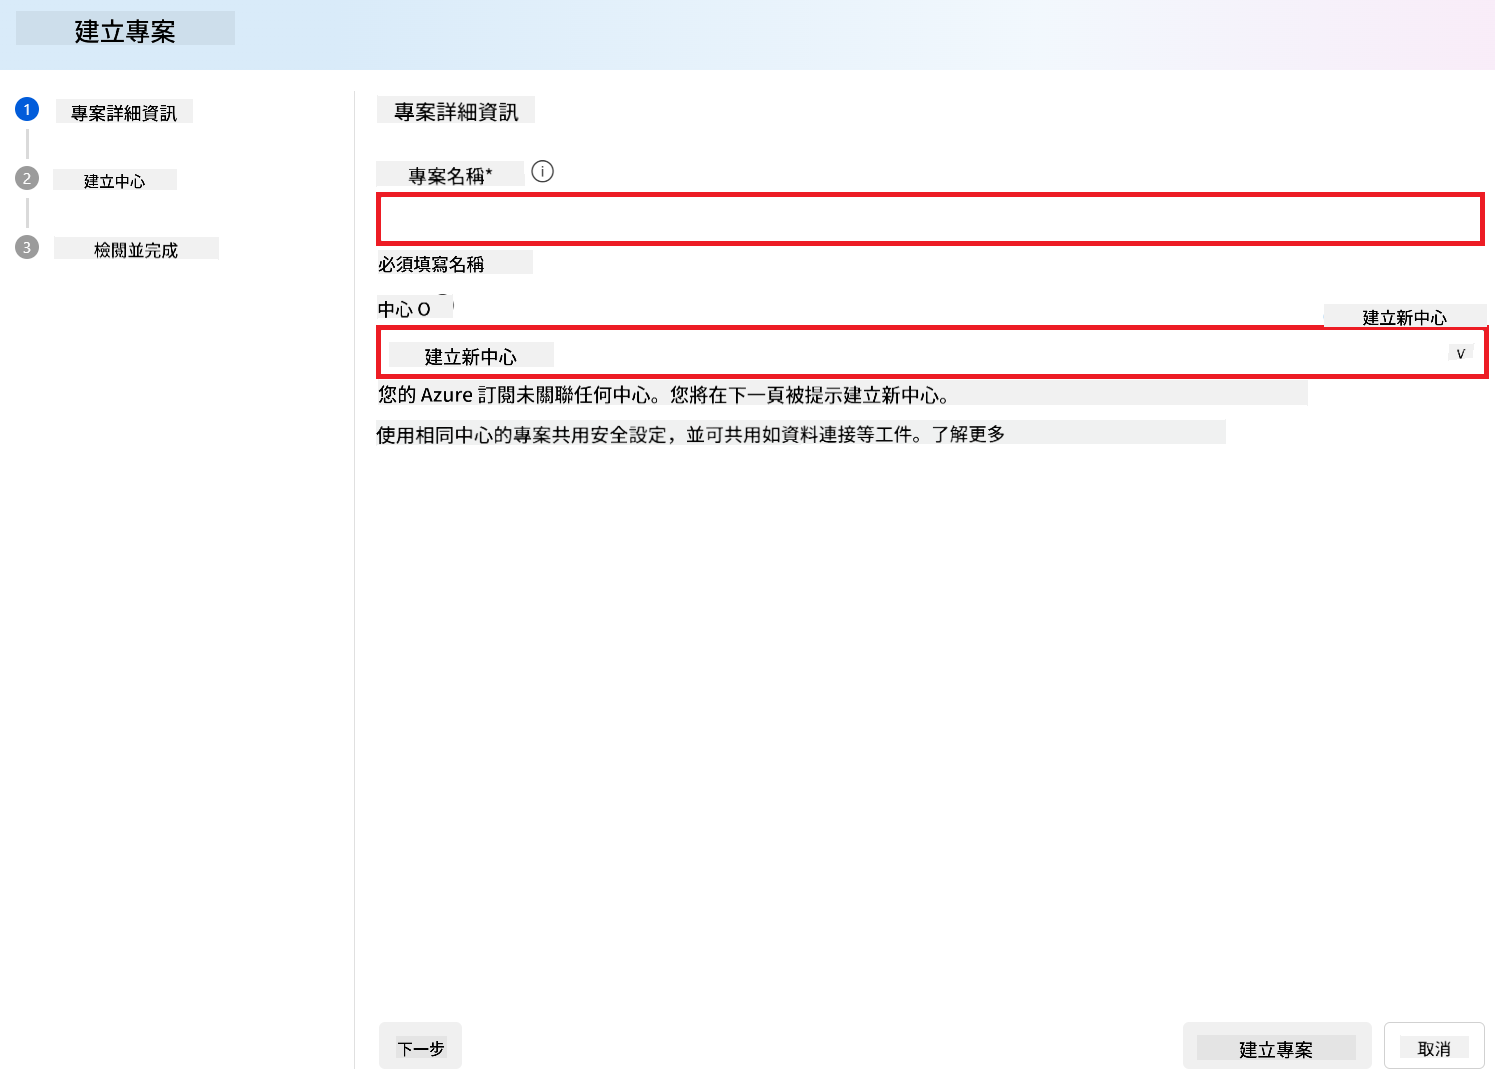 建立專案
1 專案詳細資訊
2 建立中心
3 檢閱並完成
專案詳細資訊
專案名稱*
必須填寫名稱
中心 O
建立新中心
建立新中心 v
您的 Azure 訂閱未關聯任何中心。您將在下一頁被提示建立新中心。
使用相同中心的專案共用安全設定，並可共用如資料連接等工件。了解更多
下一步
建立專案
取消